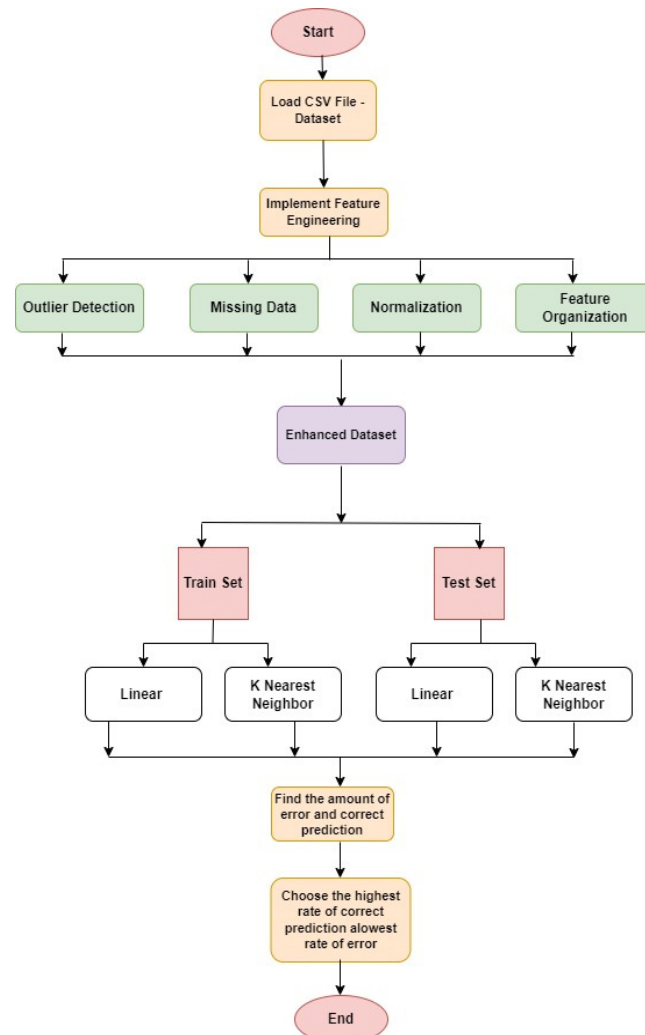 Start
Load CSV File -
Dataset
Implement Feature
Engineering
Outlier Detection
Missing Data
Normalization
Feature
Organization
Enhanced Dataset
Train Set
Test Set
Linear
K Nearest
Neighbor
Linear
K Nearest
Neighbor
Find the amount of
error and correct
prediction
Choose the highest
rate of correct
prediction alowest
rate of error
End